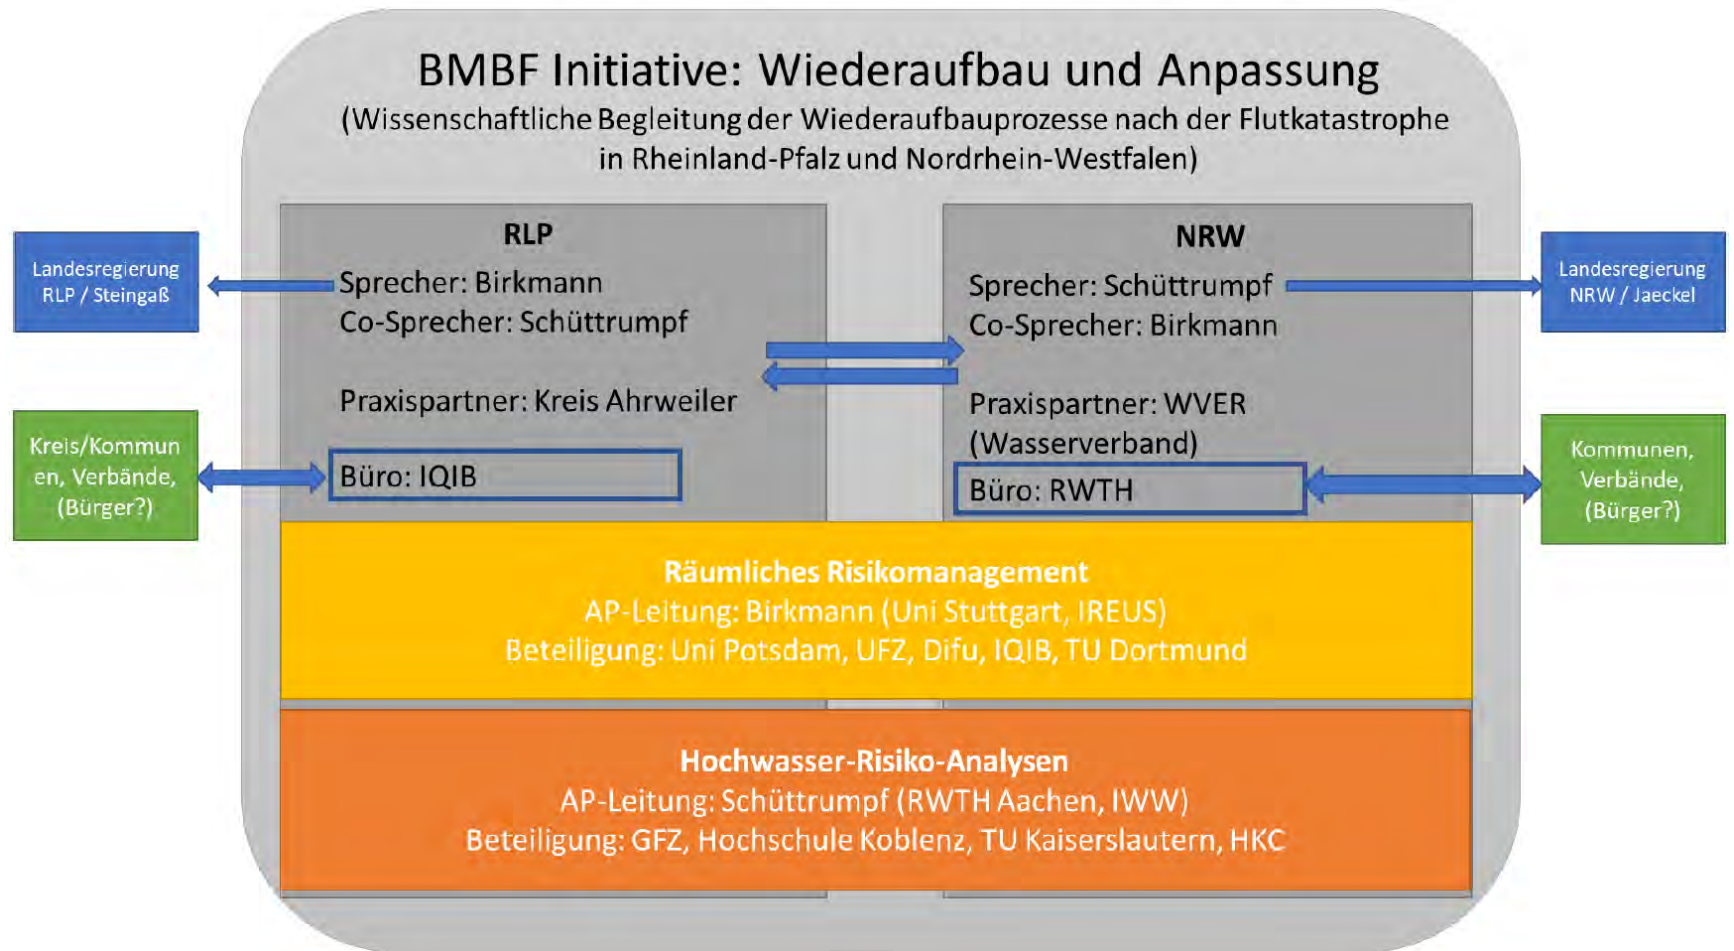 BMBF Initiative: Wiederaufbau und Anpassung
(Wissenschaftliche Begleitung der Wiederaufbauprozesse nach der Flutkatastrophe
in Rheinland-Pfalz und Nordrhein-Westfalen)
Landesregierung
RLP / Steingaß
Kreis/Kommun
en, Verbände,
(Bürger?)
RLP
Sprecher: Birkmann
Co-Sprecher: Schüttrumpf
Praxispartner: Kreis Ahrweiler
Büro: IQIB
NRW
Sprecher: Schüttrumpf
Co-Sprecher: Birkmann
Praxispartner: WVER
(Wasserverband)
Büro: RWTH
Landesregierung
NRW / Jaeckel
Kommunen,
Verbände,
(Bürger?)
Räumliches Risikomanagement
AP-Leitung: Birkmann (Uni Stuttgart, IREUS)
Beteiligung: Uni Potsdam, UFZ, Difu, IQIB, TU Dortmund
Hochwasser-Risiko-Analysen
AP-Leitung: Schüttrumpf (RWTH Aachen, IWW)
Beteiligung: GFZ, Hochschule Koblenz, TU Kaiserslautern, HKC